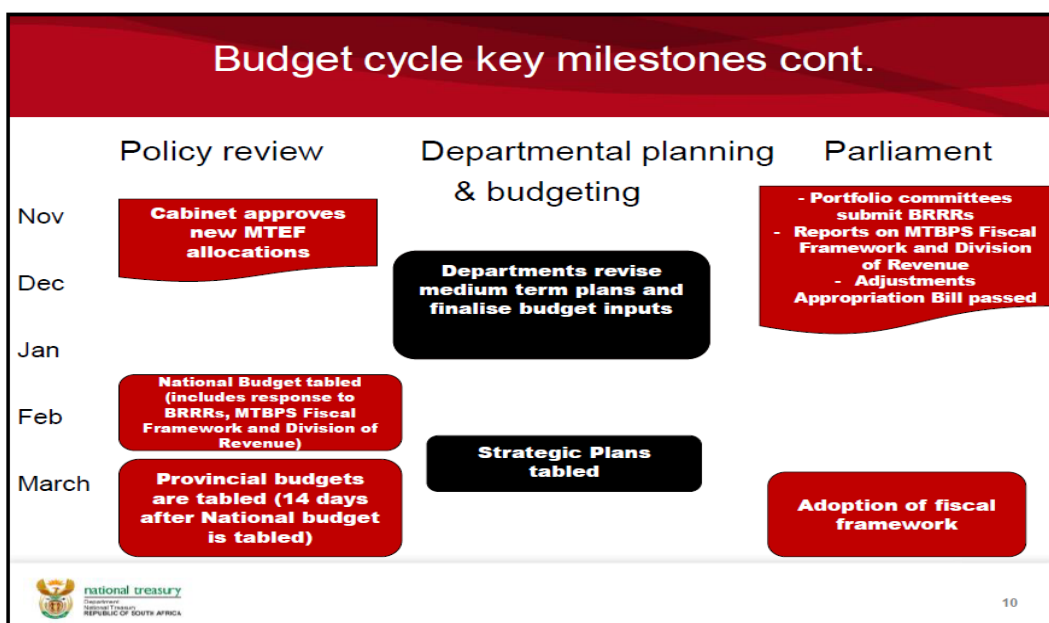 Budget cycle key milestones cont.
Policy review
Departmental planning
& budgeting
Parliament
Nov
Dec
Jan
Feb
March
Cabinet approves
new MTEF
allocations
National Budget tabled
(includes response to
BRRRs, MTBPS Fiscal
Framework and Division of
Revenue)
Provincial budgets
are tabled (14 days
after National budget
is tabled)
Departments revise
medium term plans and
finalise budget inputs
Strategic Plans
tabled
- Portfolio committees
submit BRRRs
- Reports on MTBPS Fiscal
Framework and Division
of Revenue
- Adjustments
Appropriation Bill passed
Adoption of fiscal
framework
national treasury
Department:
National Treasury
REPUBLIC OF SOUTH AFRICA
10